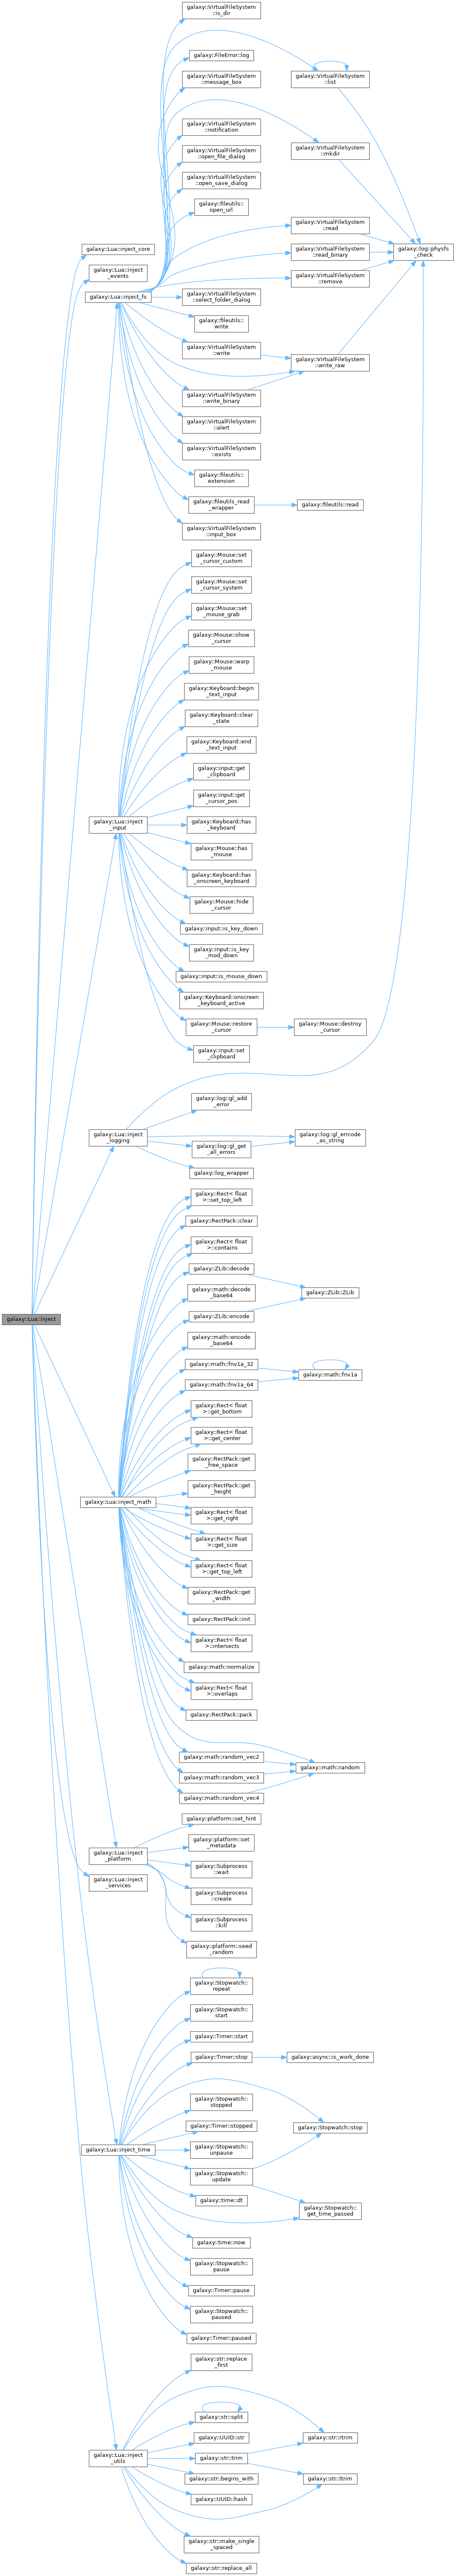 galaxy::VirtualFileSystem
::is_dir
galaxy::FileError::log
galaxy::VirtualFileSystem
::message_box
galaxy::VirtualFileSystem
::list
galaxy::VirtualFileSystem
::notification
galaxy::VirtualFileSystem
::open_file_dialog
galaxy::VirtualFileSystem
::mkdir
galaxy::VirtualFileSystem
::open_save_dialog
galaxy::fileutils::
open_url
galaxy::VirtualFileSystem
::read
galaxy::Lua::inject_core
galaxy::VirtualFileSystem
::read_binary
galaxy::log::physfs
_check
galaxy::Lua::inject
_events
galaxy::VirtualFileSystem
::remove
galaxy::Lua::inject_fs
galaxy::VirtualFileSystem
::select_folder_dialog
galaxy::fileutils::
write
galaxy::VirtualFileSystem
::write
galaxy::VirtualFileSystem
::write_raw
galaxy::VirtualFileSystem
::write_binary
galaxy::VirtualFileSystem
::alert
galaxy::VirtualFileSystem
::exists
galaxy::fileutils::
extension
galaxy::fileutils_read
_wrapper
galaxy::fileutils::read
galaxy::VirtualFileSystem
::input_box
galaxy::Mouse::set
_cursor_custom
galaxy::Mouse::set
_cursor_system
galaxy::Mouse::set
_mouse_grab
galaxy::Mouse::show
_cursor
galaxy::Mouse::warp
_mouse
galaxy::Keyboard::begin
_text_input
galaxy::Keyboard::clear
_state
galaxy::Keyboard::end
_text_input
galaxy::input::get
_clipboard
galaxy::input::get
_cursor_pos
galaxy::Lua::inject
_input
galaxy::Keyboard::has
_keyboard
galaxy::Mouse::has
_mouse
galaxy::Keyboard::has
_onscreen_keyboard
galaxy::Mouse::hide
_cursor
galaxy::input::is_key_down
galaxy::input::is_key
_mod_down
galaxy::input::is_mouse_down
galaxy::Keyboard::onscreen
_keyboard_active
galaxy::Mouse::restore
_cursor
galaxy::Mouse::destroy
_cursor
galaxy::input::set
_clipboard
galaxy::log::gl_add
_error
galaxy::Lua::inject
_logging
galaxy::log::gl_errcode
_as_string
galaxy::log::gl_get
_all_errors
galaxy::log_wrapper
galaxy::Rect< float
>::set_top_left
galaxy::RectPack::clear
galaxy::Rect< float
>::contains
galaxy::ZLib::decode
galaxy::math::decode
_base64
galaxy::ZLib::ZLib
galaxy::ZLib::encode
galaxy::Lua::inject
galaxy::math::encode
_base64
galaxy::math::fnv1a_32
galaxy::math::fnv1a
galaxy::math::fnv1a_64
galaxy::Rect< float
>::get_bottom
galaxy::Rect< float
>::get_center
galaxy::RectPack::get
_free_space
galaxy::RectPack::get
_height
galaxy::Lua::inject_math
galaxy::Rect< float
>::get_right
galaxy::Rect< float
>::get_size
galaxy::Rect< float
>::get_top_left
galaxy::RectPack::get
_width
galaxy::RectPack::init
galaxy::Rect< float
>::intersects
galaxy::math::normalize
galaxy::Rect< float
>::overlaps
galaxy::RectPack::pack
galaxy::math::random_vec2
galaxy::math::random
galaxy::math::random_vec3
galaxy::math::random_vec4
galaxy::platform::set_hint
galaxy::platform::set
_metadata
galaxy::Lua::inject
_platform
galaxy::Subprocess
::wait
galaxy::Lua::inject
_services
galaxy::Subprocess
::create
galaxy::Subprocess
::kill
galaxy::platform::seed
_random
galaxy::Stopwatch::
repeat
galaxy::Stopwatch::
start
galaxy::Timer::start
galaxy::Timer::stop
galaxy::async::is_work_done
galaxy::Stopwatch::
stopped
galaxy::Timer::stopped
galaxy::Stopwatch::stop
galaxy::Lua::inject_time
galaxy::Stopwatch::
unpause
galaxy::Stopwatch::
update
galaxy::time::dt
galaxy::Stopwatch::
get_time_passed
galaxy::time::now
galaxy::Stopwatch::
pause
galaxy::Timer::pause
galaxy::Stopwatch::
paused
galaxy::Timer::paused
galaxy::str::replace
_first
galaxy::str::split
galaxy::UUID::str
galaxy::str::rtrim
galaxy::Lua::inject
_utils
galaxy::str::trim
galaxy::str::begins_with
galaxy::str::ltrim
galaxy::UUID::hash
galaxy::str::make_single
_spaced
galaxy::str::replace_all